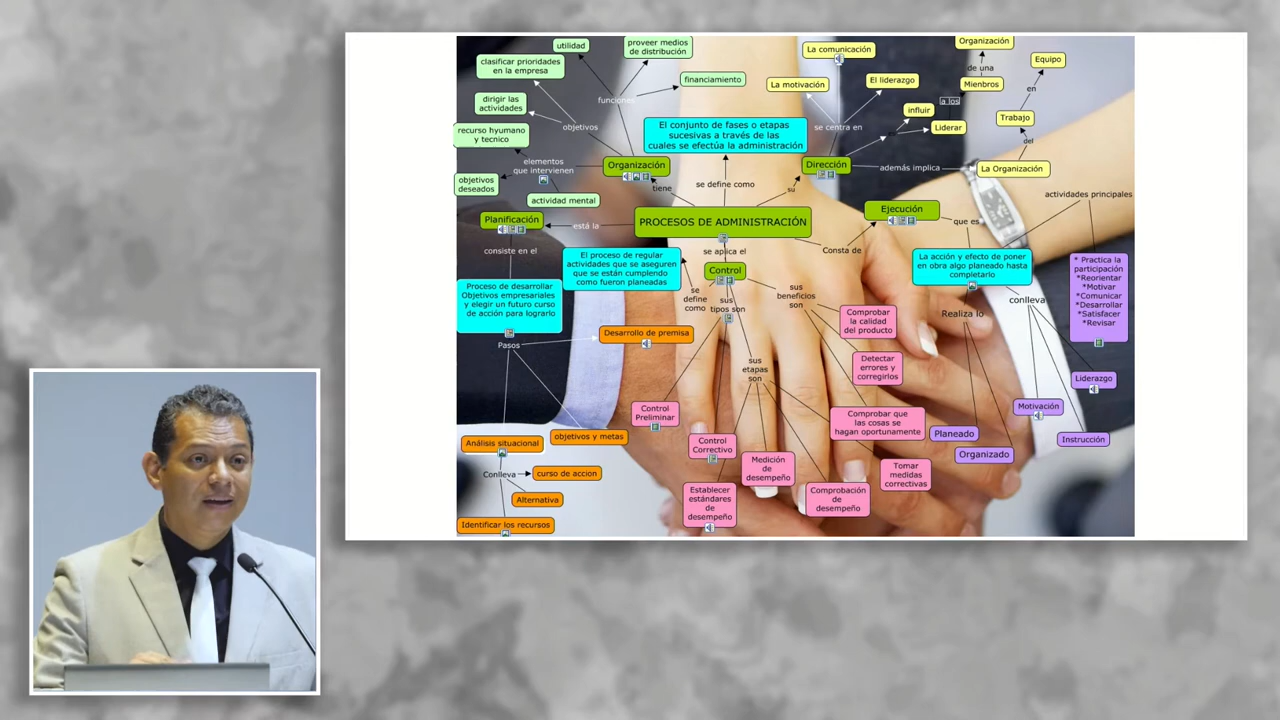 utilidad
proveer medios
de distribución
clasificar prioridades
en la empresa
financiamiento
funciones
dirigir las
actividades
objetivos
recurso hyumano
y tecnico
elementos
que intervienen
objetivos
deseados
actividad mental
Organización
tiene
El conjunto de fases o etapas
sucesivas a través de las
cuales se efectúa la administración
se define como
La comunicación
La motivación
El liderazgo
se centra en
influir
Liderar
a los
Mienbros
de una
Organización
Equipo
en
Trabajo
del
La Organización
además implica
Dirección
su
PROCESOS DE ADMINISTRACIÓN
Planificación
está la
consiste en el
Proceso de desarrollar
Objetivos empresariales
y elegir un futuro curso
de acción para lograrlo
Pasos
Desarrollo de premisa
objetivos y metas
Análisis situacional
Conlleva
curso de accion
Alternativa
Identificar los recursos
se aplica el
Control
El proceso de regular
actividades que se aseguren
que se están cumplendo
como fueron planeadas
se
define
como
sus
tipos son
Control
Preliminar
Control
Correctivo
sus
etapas
son
Establecer
estándares
de
desempeño
Medición
de
desempeño
Comprobación
de
desempeño
Tomar
medidas
correctivas
sus
beneficios
son
Comprobar
la calidad
del producto
Detectar
errores y
corregirlos
Comprobar que
las cosas se
hagan oportunamente
Consta de
Ejecución
que es
La acción y efecto de poner
en obra algo planeado hasta
completarlo
Realiza lo
Planeado
Organizado
conlleva
Motivación
Instrucción
Liderazgo
actividades principales
* Practica la
participación
*Reorientar
*Motivar
*Comunicar
*Desarrollar
*Satisfacer
*Revisar